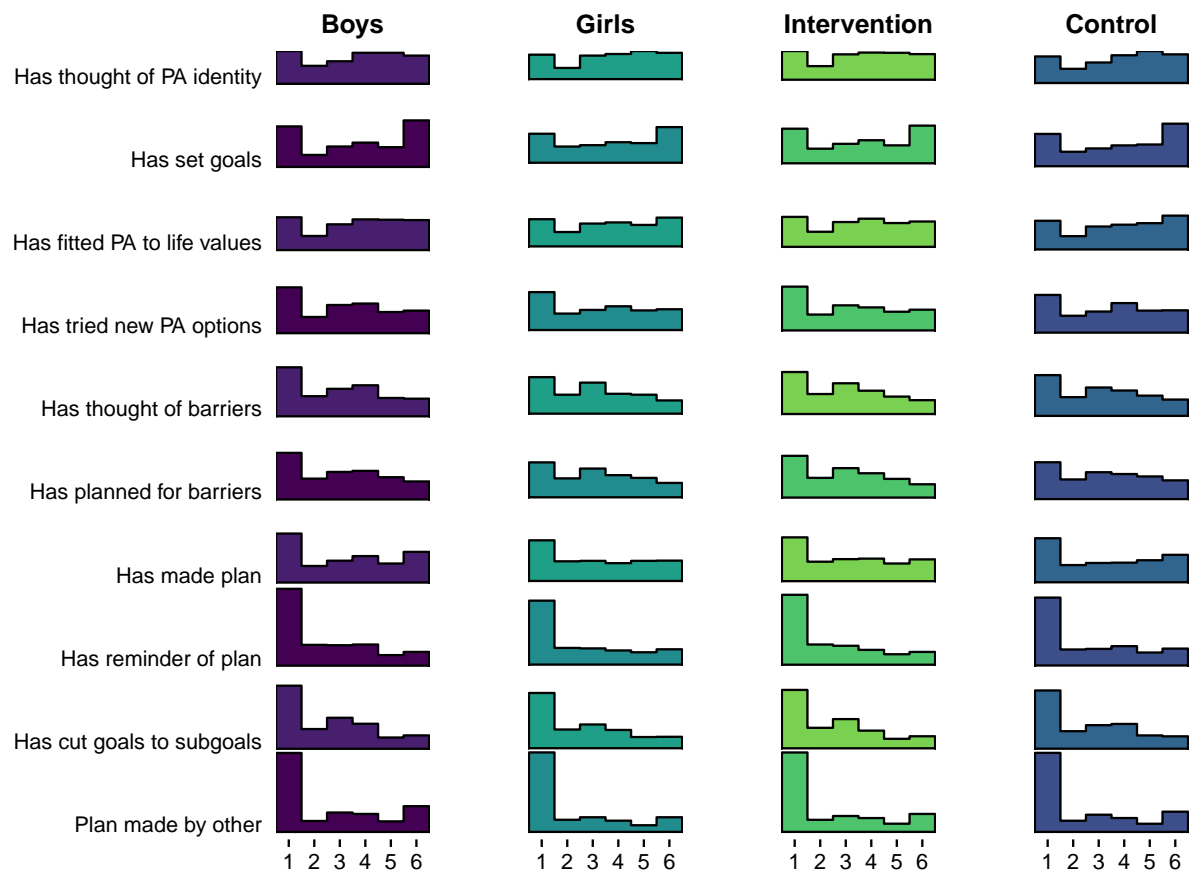 Boys Girls Intervention Control
Has thought of PA identity
Has set goals
Has fitted PA to life values
Has tried new PA options
Has thought of barriers
Has planned for barriers
Has made plan
Has reminder of plan
Has cut goals to subgoals
Plan made by other
1 2 3 4 5 6 1 2 3 4 5 6 1 2 3 4 5 6 1 2 3 4 5 6